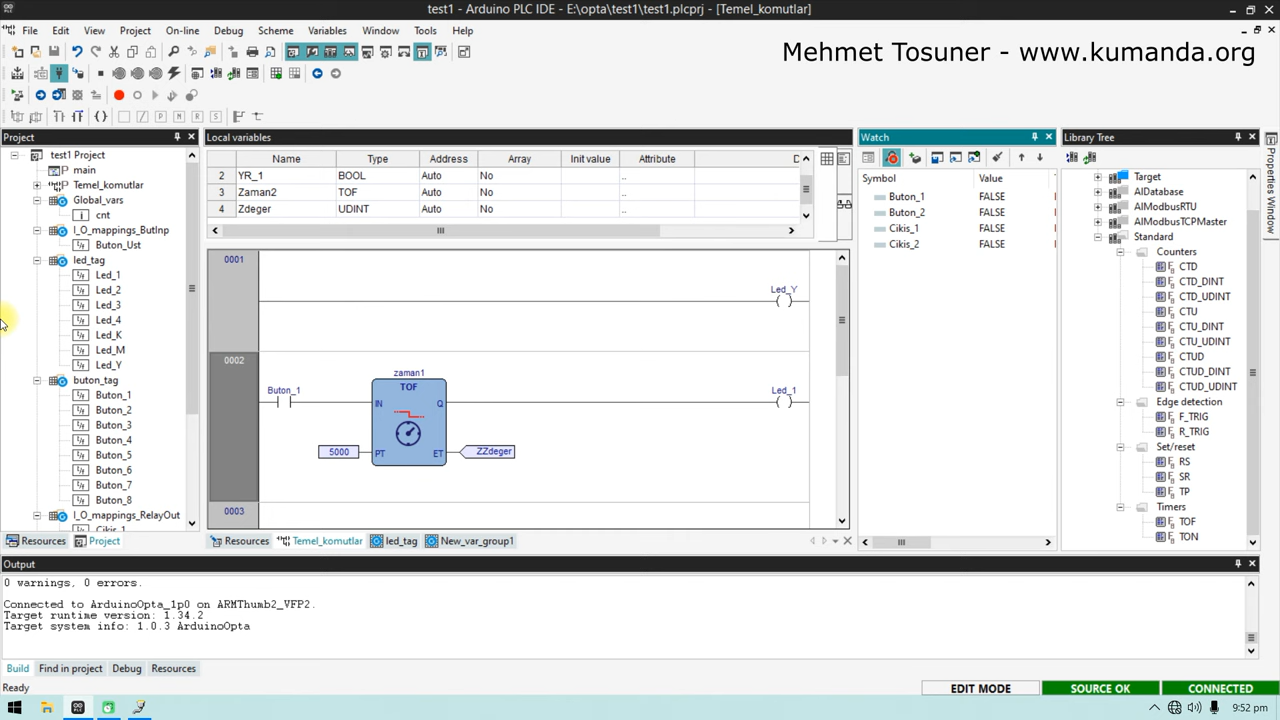 test1 - Arduino PLC IDE - E:\opta\test1\test1.plcprj - [Temel_komutlar]
File Edit View Project On-line Debug Scheme Variables Window Tools Help
Mehmet Tosuner - www.kumanda.org
Project
test1 Project
main
Temel_komutlar
Global_vars
cnt
I_O_mappings_ButInp
Buton_Ust
led_tag
Led_1
Led_2
Led_3
Led_4
Led_K
Led_M
Led_Y
buton_tag
Buton_1
Buton_2
Buton_3
Buton_4
Buton_5
Buton_6
Buton_7
Buton_8
I_O_mappings_RelayOut
Cikis_1
Resources Project
Local variables
Name Type Address Array Init value Attribute D
2 YR_1 BOOL Auto No ..
3 Zaman2 TOF Auto No ..
4 Zdeger UDINT Auto No ..
0001
Led_Y
0002
zaman1
TOF
Buton_1
IN Q
Led_1
5000 PT ET ZZdeger
0003
Resources Temel_komutlar led_tag New_var_group1
Watch
Symbol Value
Buton_1 FALSE
Buton_2 FALSE
Cikis_1 FALSE
Cikis_2 FALSE
Library Tree
Target
AIDatabase
AIModbusRTU
AIModbusTCPMaster
Standard
Counters
CTD
CTD_DINT
CTD_UDINT
CTU
CTU_DINT
CTU_UDINT
CTUD
CTUD_DINT
CTUD_UDINT
Edge detection
F_TRIG
R_TRIG
Set/reset
RS
SR
TP
Timers
TOF
TON
Properties Window
Output
0 warnings, 0 errors.
Connected to ArduinoOpta_1p0 on ARMThumb2_VFP2.
Target runtime version: 1.34.2
Target system info: 1.0.3 ArduinoOpta
Build Find in project Debug Resources
Ready
EDIT MODE SOURCE OK CONNECTED
9:52 pm